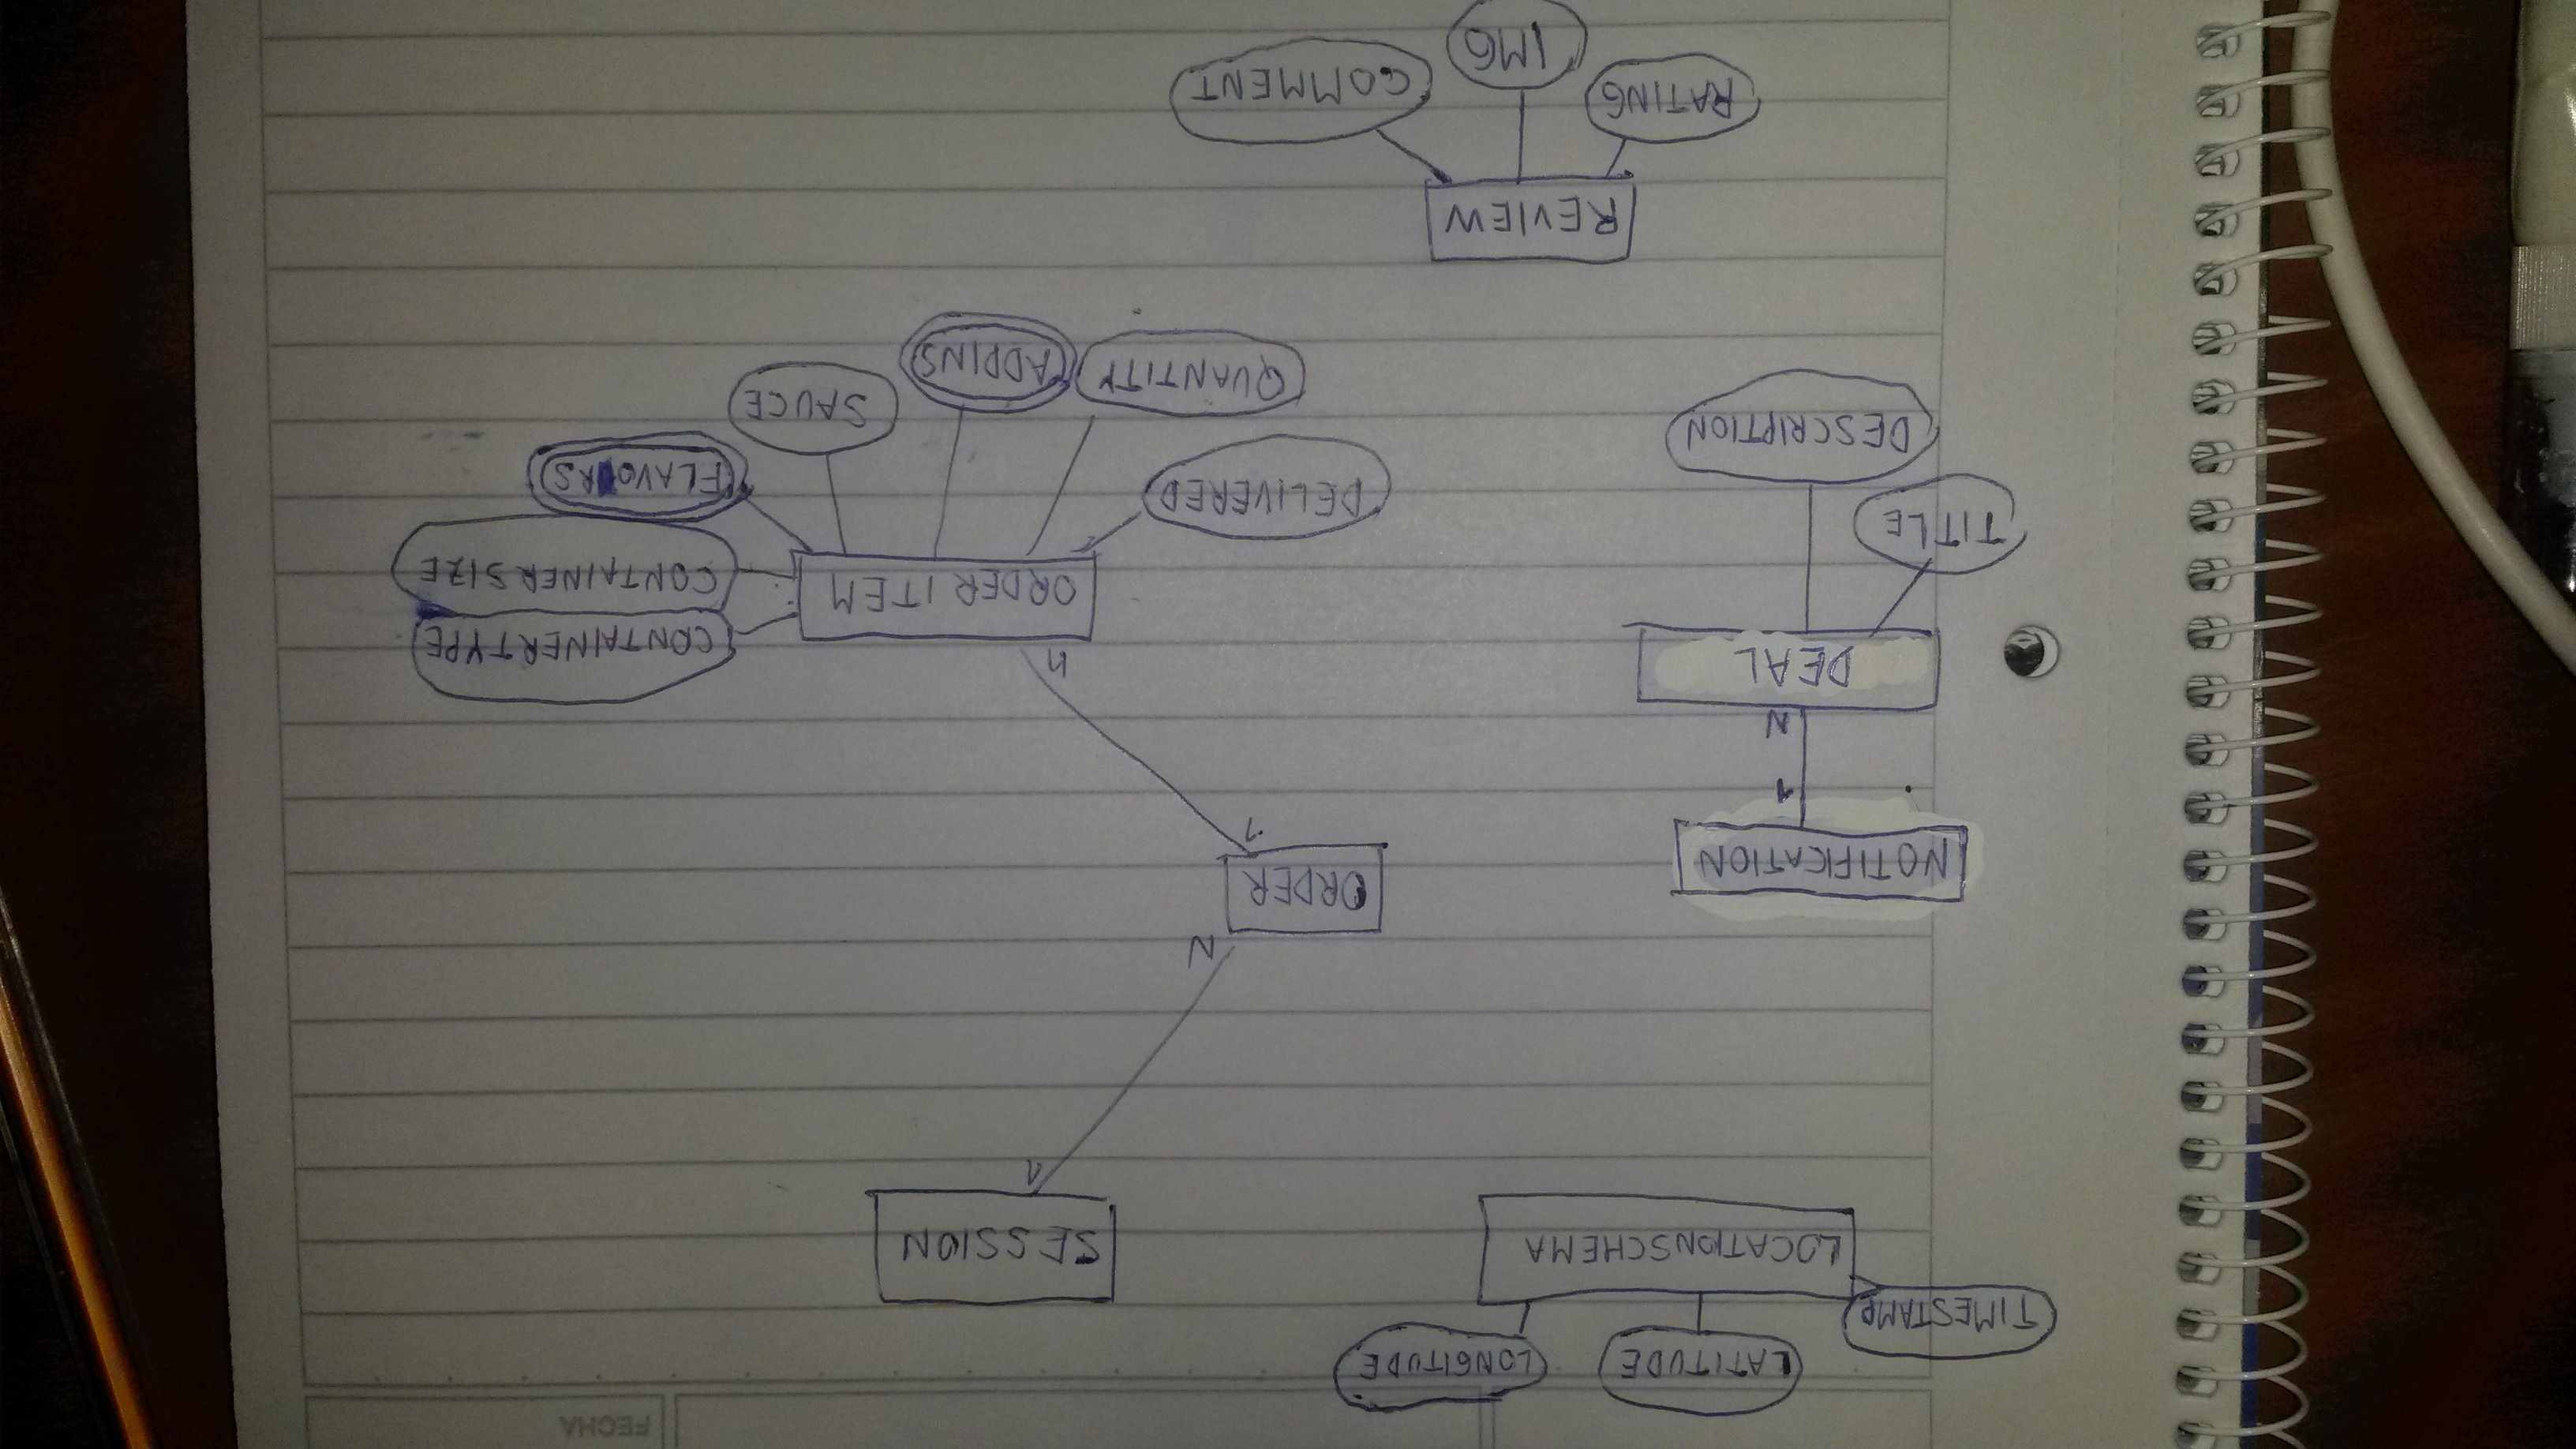 FECHA
LATITUDE
LONGITUDE
TIMESTAMP
LOCATIONSCHEMA
SESSION
1
N
ORDER
1
NOTIFICATION
1
N
DEAL
n
ORDER ITEM
CONTAINERTYPE
CONTAINERSIZE
TITLE
DELIVERED
FLAVOURS
DESCRIPTION
QUANTITY
ADDINS
SAUCE
REVIEW
RATING
IMG
COMMENT